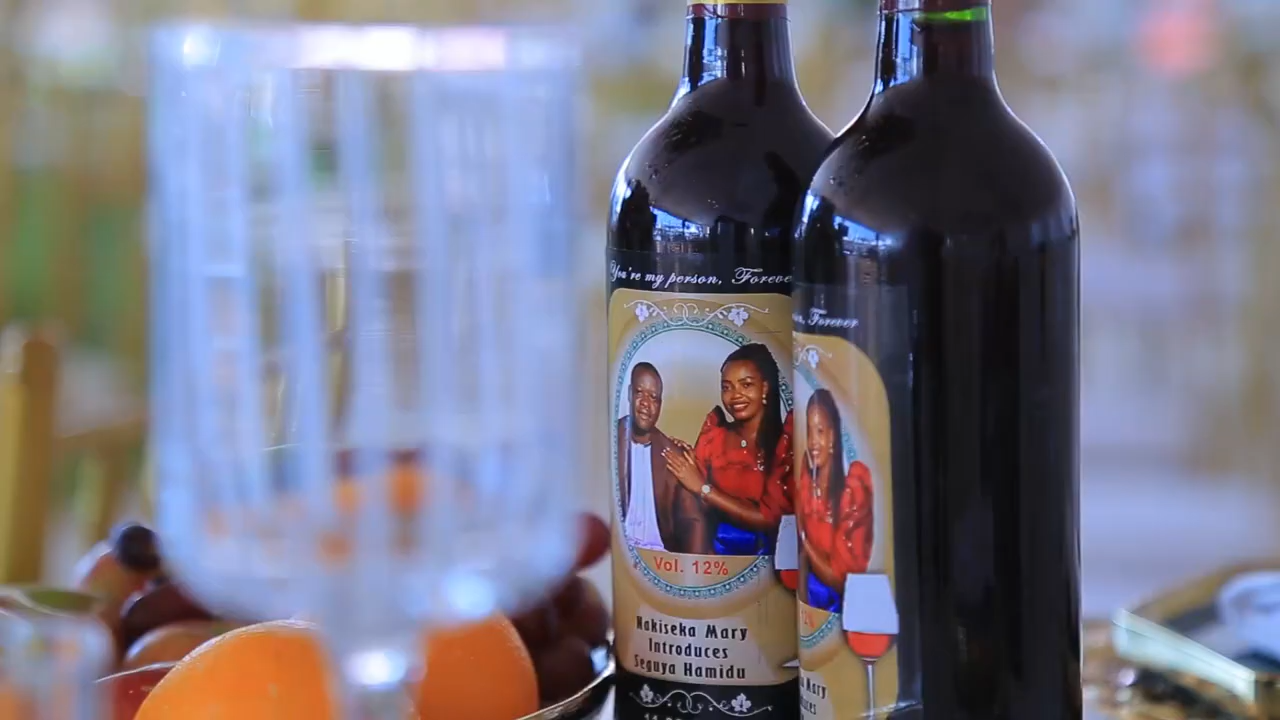 You're my person, Forever
Vol. 12%
Nakiseka Mary
Introduces
Seguya Hamidu
Forever
Mary